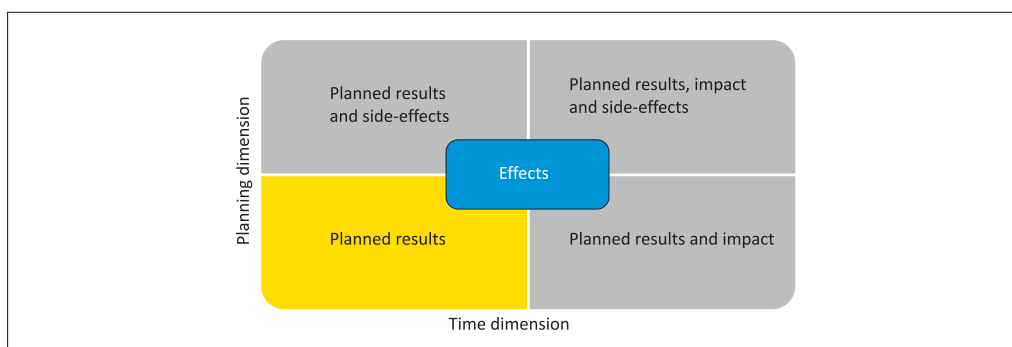 Planned results
and side-effects
Planned results, impact
and side-effects
Planning dimension
Effects
Planned results
Planned results and impact
Time dimension